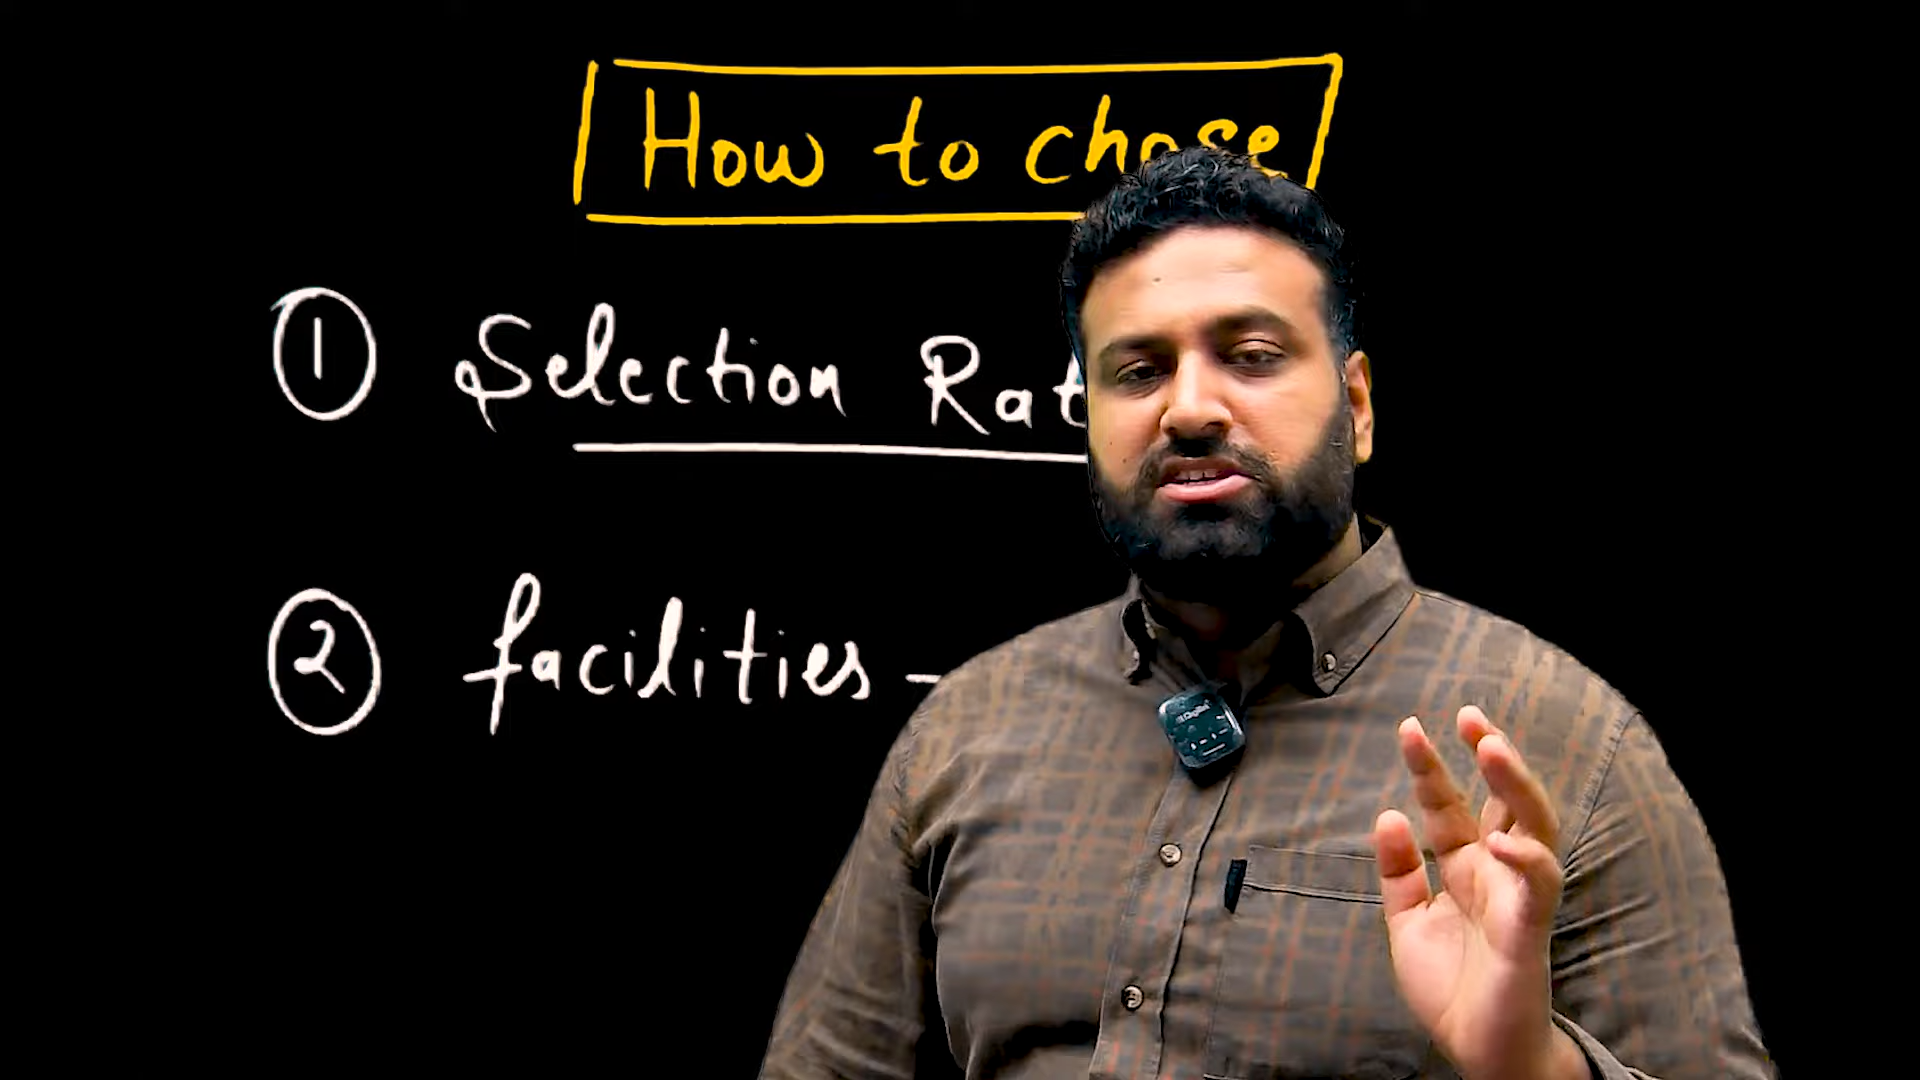 How to chose
① Selection Rat
② facilities -